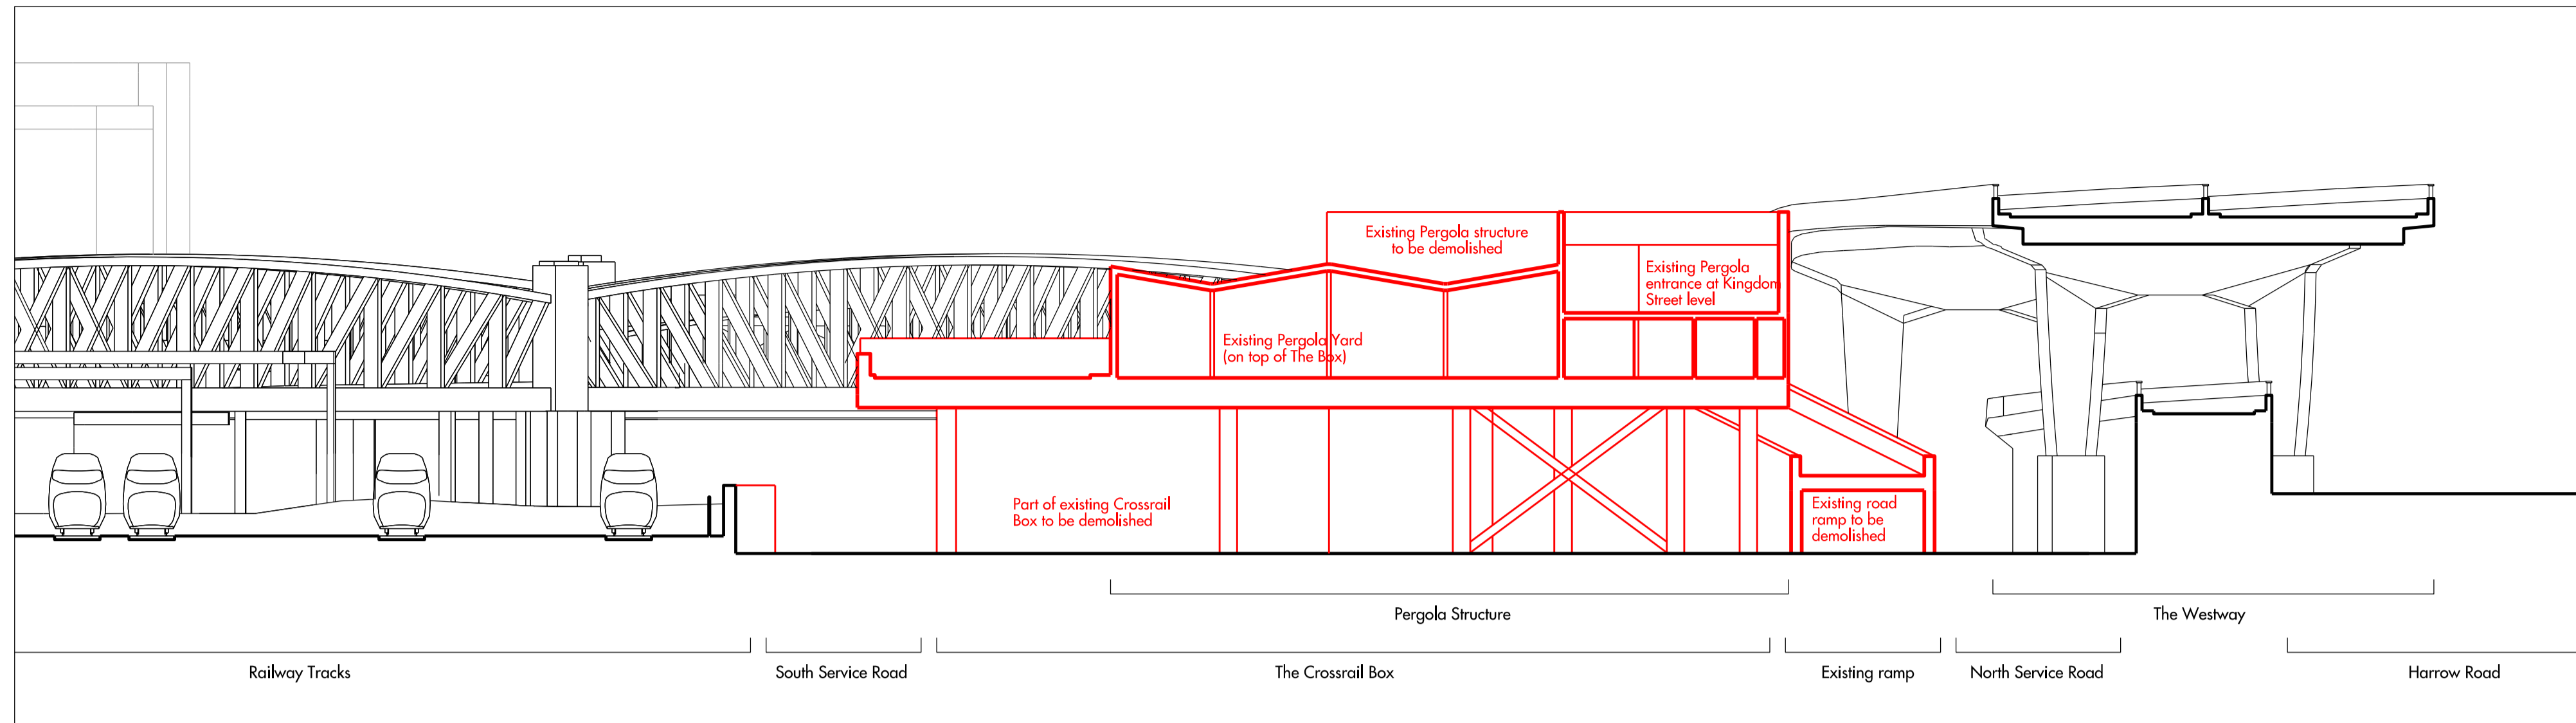 Existing Pergola structure
to be demolished
Existing Pergola
entrance at Kingdom
Street level
Existing Pergola Yard
(on top of The Box)
Part of existing Crossrail
Box to be demolished
Existing road
ramp to be
demolished
Pergola Structure
The Westway
Railway Tracks
South Service Road
The Crossrail Box
Existing ramp
North Service Road
Harrow Road